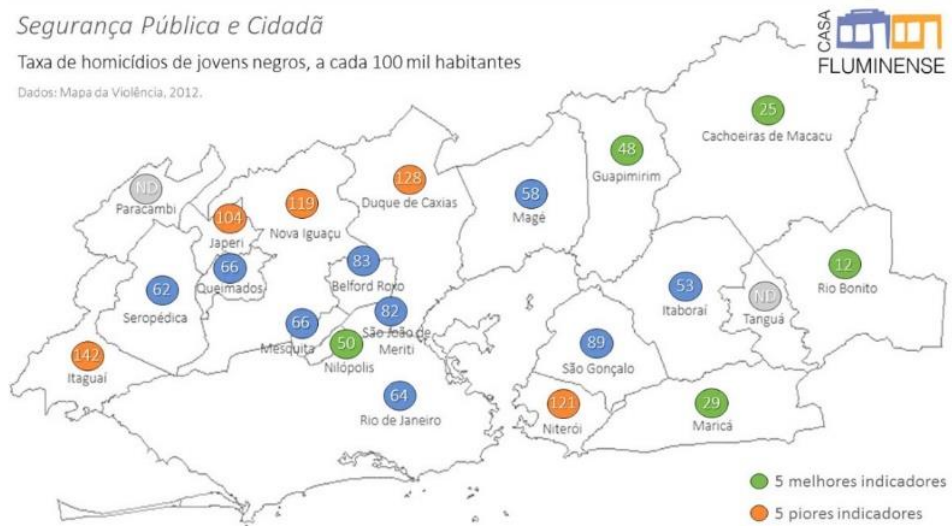 Segurança Pública e Cidadã
Taxa de homicídios de jovens negros, a cada 100 mil habitantes
Dados: Mapa da Violência, 2012.
CASA
FLUMINENSE
25
Cachoeiras de Macacu
48
Guapimirim
128
Duque de Caxias
58
Magé
ND
Paracambi
104
Japeri
119
Nova Iguaçu
66
Queimados
83
Belford Roxo
12
Rio Bonito
62
Seropédica
53
Itaboraí
ND
Tanguá
66
Mesquita
82
São João de
Meriti
50
Nilópolis
89
São Gonçalo
142
Itaguaí
64
Rio de Janeiro
121
Niterói
29
Maricá
5 melhores indicadores
5 piores indicadores